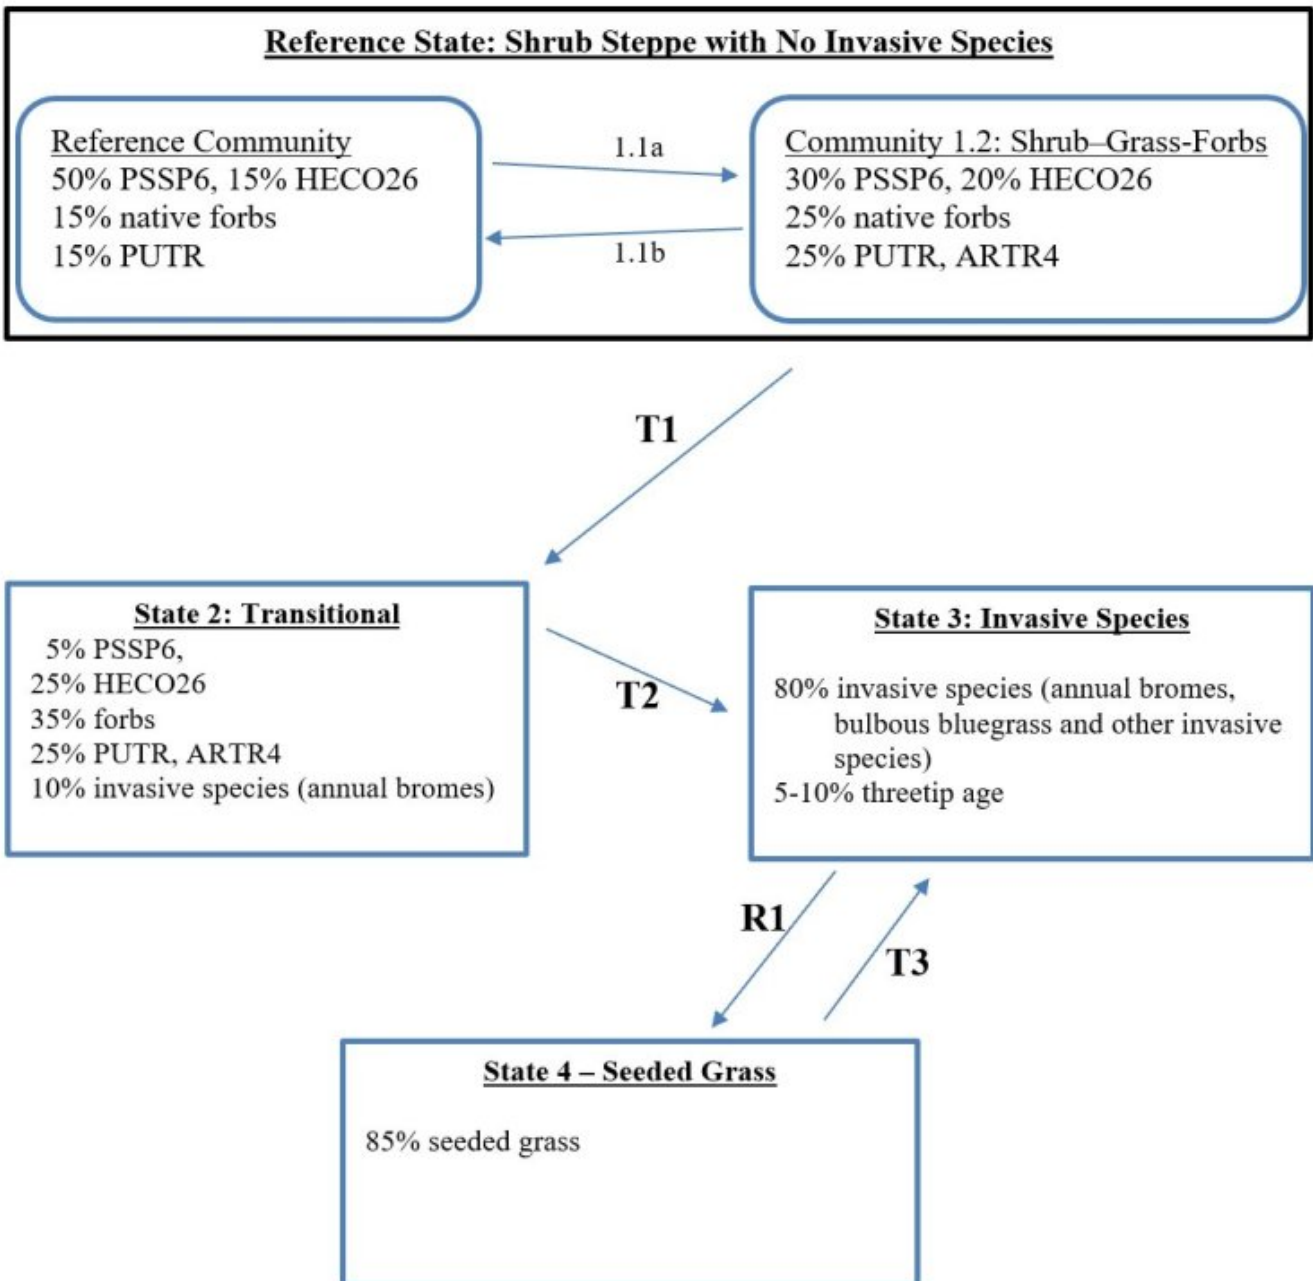 Reference State: Shrub Steppe with No Invasive Species
Reference Community
50% PSSP6, 15% HECO26
15% native forbs
15% PUTR
1.1a
1.1b
Community 1.2: Shrub–Grass-Forbs
30% PSSP6, 20% HECO26
25% native forbs
25% PUTR, ARTR4
T1
State 2: Transitional
5% PSSP6,
25% HECO26
35% forbs
25% PUTR, ARTR4
10% invasive species (annual bromes)
T2
State 3: Invasive Species
80% invasive species (annual bromes,
bulbous bluegrass and other invasive
species)
5-10% threetip age
R1
T3
State 4 – Seeded Grass
85% seeded grass